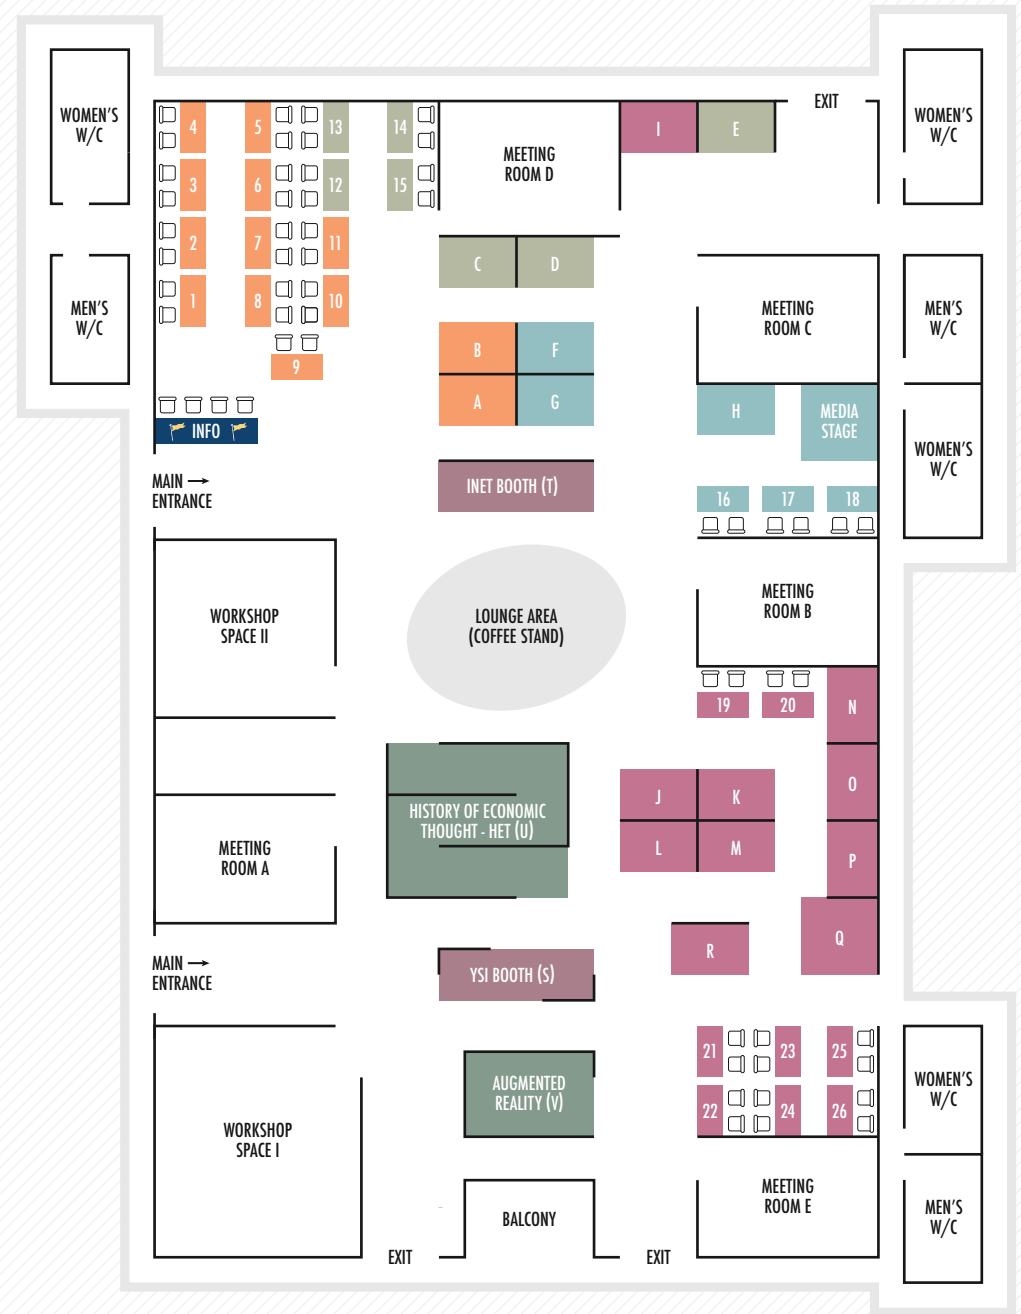 EXIT
WOMEN'S
W/C
4
5
13
14
MEETING
ROOM D
I
E
WOMEN'S
W/C
3
6
12
15
2
7
11
C
D
MEN'S
W/C
1
8
10
MEETING
ROOM C
MEN'S
W/C
9
B
F
A
G
H
MEDIA
STAGE
INFO
WOMEN'S
W/C
MAIN
ENTRANCE
INET BOOTH (T)
16
17
18
WORKSHOP
SPACE II
LOUNGE AREA
(COFFEE STAND)
MEETING
ROOM B
19
20
N
J
K
O
HISTORY OF ECONOMIC
THOUGHT - HET (U)
MEETING
ROOM A
L
M
P
R
Q
MAIN
ENTRANCE
YSI BOOTH (S)
21
23
25
AUGMENTED
REALITY (V)
WOMEN'S
W/C
22
24
26
WORKSHOP
SPACE I
BALCONY
MEETING
ROOM E
MEN'S
W/C
EXIT
EXIT